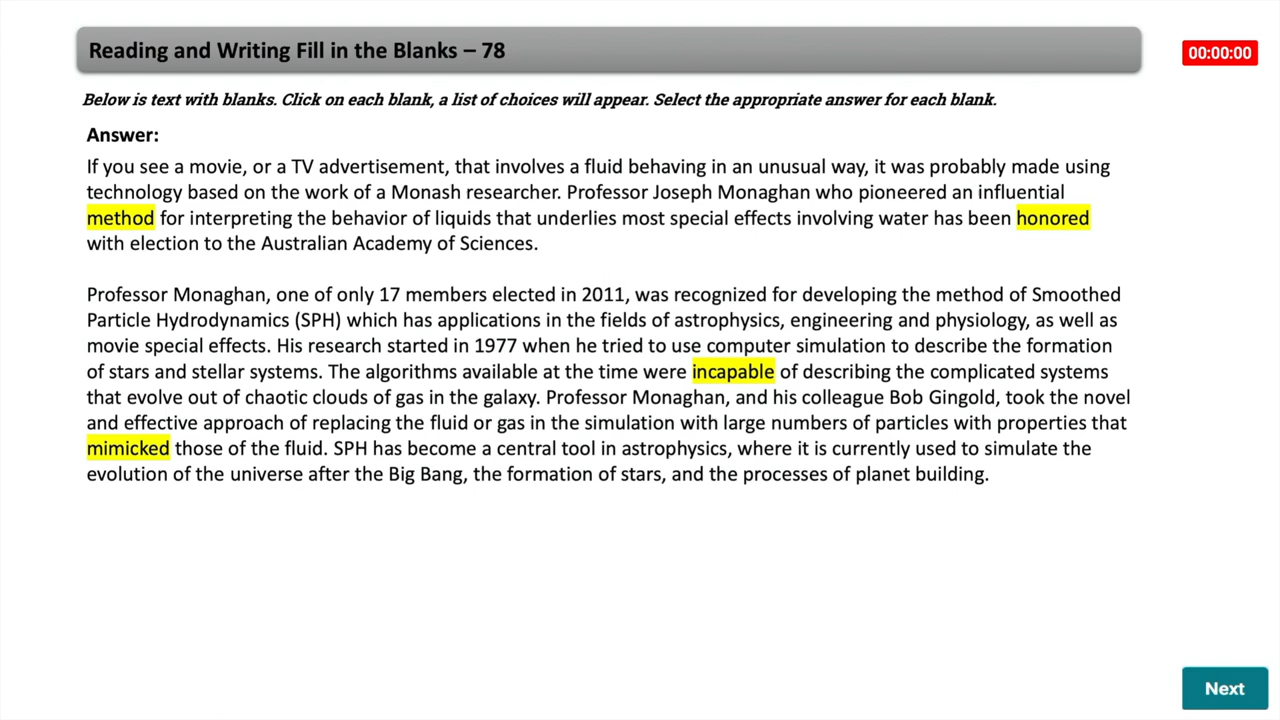 Reading and Writing Fill in the Blanks – 78
00:00:00
Below is text with blanks. Click on each blank, a list of choices will appear. Select the appropriate answer for each blank.
Answer:
If you see a movie, or a TV advertisement, that involves a fluid behaving in an unusual way, it was probably made using
technology based on the work of a Monash researcher. Professor Joseph Monaghan who pioneered an influential
method for interpreting the behavior of liquids that underlies most special effects involving water has been honored
with election to the Australian Academy of Sciences.
Professor Monaghan, one of only 17 members elected in 2011, was recognized for developing the method of Smoothed
Particle Hydrodynamics (SPH) which has applications in the fields of astrophysics, engineering and physiology, as well as
movie special effects. His research started in 1977 when he tried to use computer simulation to describe the formation
of stars and stellar systems. The algorithms available at the time were incapable of describing the complicated systems
that evolve out of chaotic clouds of gas in the galaxy. Professor Monaghan, and his colleague Bob Gingold, took the novel
and effective approach of replacing the fluid or gas in the simulation with large numbers of particles with properties that
mimicked those of the fluid. SPH has become a central tool in astrophysics, where it is currently used to simulate the
evolution of the universe after the Big Bang, the formation of stars, and the processes of planet building.
Next